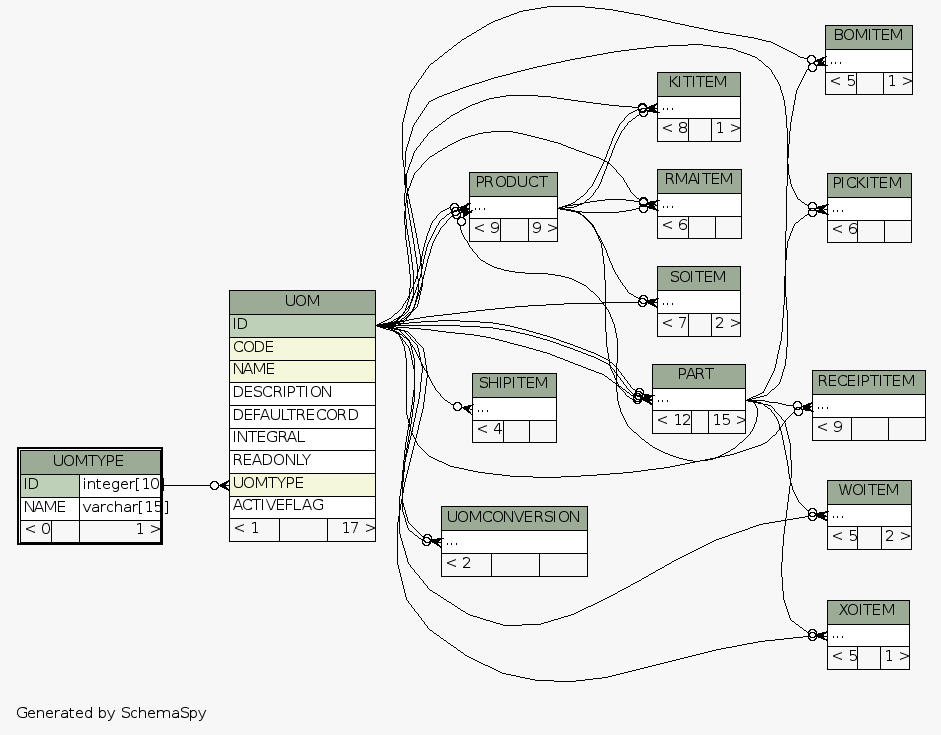 BOMITEM
...
< 5 1 >
KITITEM
...
< 8 1 >
PRODUCT
...
< 9 9 >
RMAITEM
...
< 6
PICKITEM
...
< 6
SOITEM
...
< 7 2 >
UOM
ID
CODE
NAME
DESCRIPTION
DEFAULTRECORD
INTEGRAL
READONLY
UOMTYPE
ACTIVEFLAG
< 1 17 >
SHIPITEM
...
< 4
PART
...
< 12 15 >
RECEIPTITEM
...
< 9
UOMTYPE
ID integer[10]
NAME varchar[15]
< 0 1 >
UOMCONVERSION
...
< 2
WOITEM
...
< 5 2 >
XOITEM
...
< 5 1 >
Generated by SchemaSpy